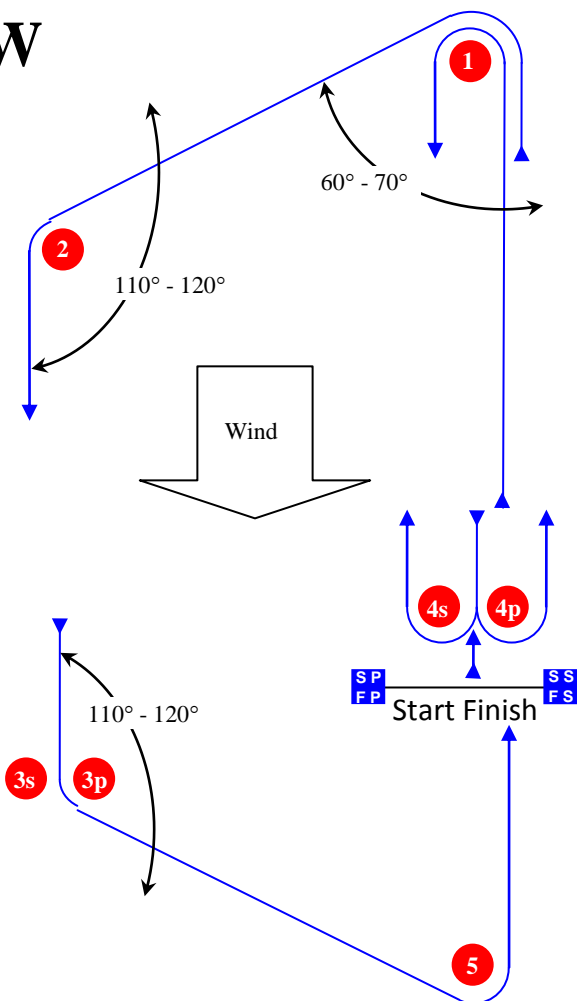 W
1
60° - 70°
2
110° - 120°
Wind
4s 4p
S P
F P
S S
F S
Start Finish
110° - 120°
3s 3p
5